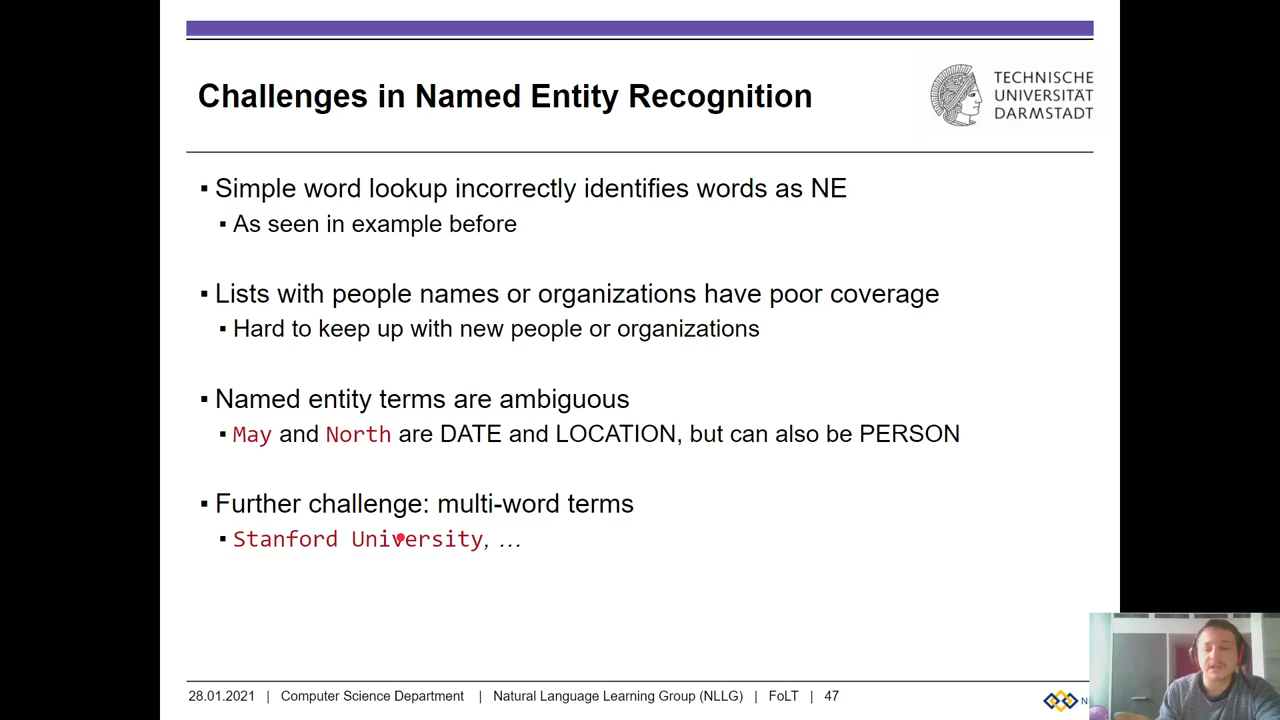 Challenges in Named Entity Recognition
TECHNISCHE
UNIVERSITÄT
DARMSTADT
▪ Simple word lookup incorrectly identifies words as NE
▪ As seen in example before
▪ Lists with people names or organizations have poor coverage
▪ Hard to keep up with new people or organizations
▪ Named entity terms are ambiguous
▪ May and North are DATE and LOCATION, but can also be PERSON
▪ Further challenge: multi-word terms
▪ Stanford University, …
28.01.2021 | Computer Science Department | Natural Language Learning Group (NLLG) | FoLT | 47